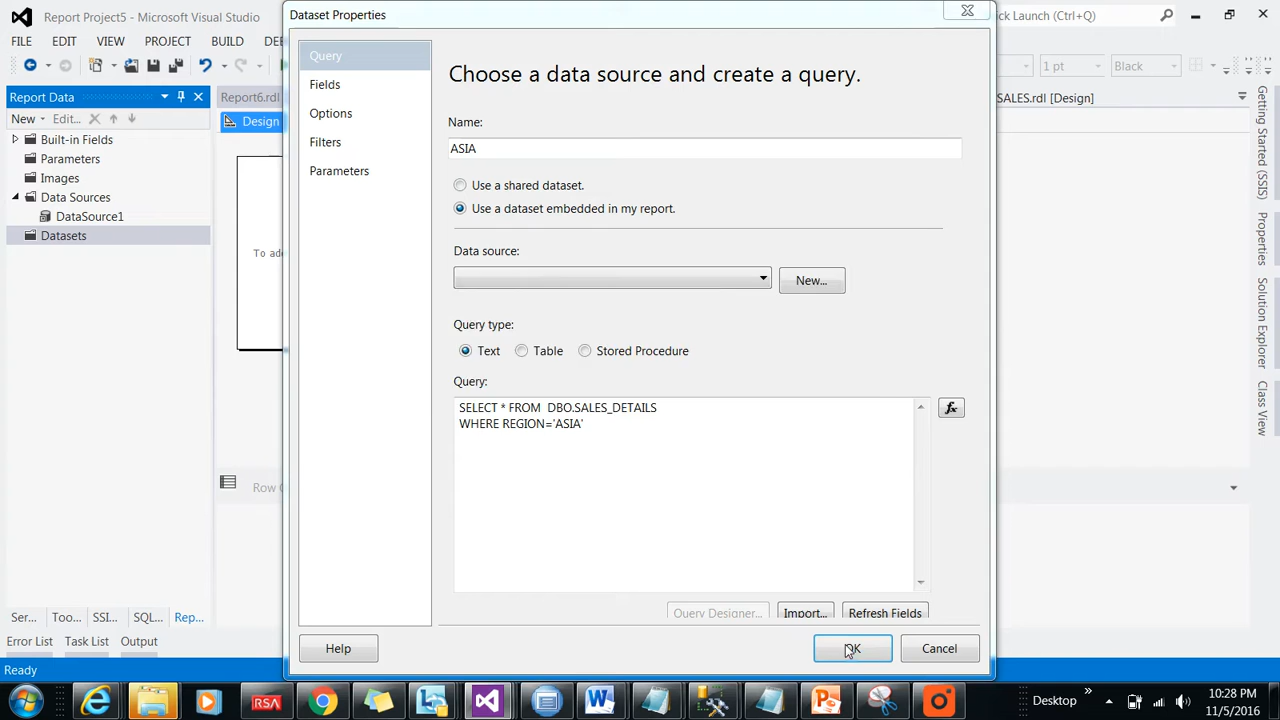 Report Project5 - Microsoft Visual Studio
Dataset Properties
ick Launch (Ctrl+Q)
FILE EDIT VIEW PROJECT BUILD
1 pt Black
Report Data
Report6.rdl
SALES.rdl [Design]
New Edit...
Design
Built-in Fields
Parameters
Images
Data Sources
DataSource1
Datasets
Query
Fields
Options
Filters
Parameters
Choose a data source and create a query.
Name:
ASIA
Use a shared dataset.
Use a dataset embedded in my report.
Data source:
New...
Query type:
Text Table Stored Procedure
Query:
SELECT * FROM  DBO.SALES_DETAILS
WHERE REGION='ASIA'
fx
Query Designer... Import... Refresh Fields
Help OK Cancel
Getting Started (SSIS)
Properties
Solution Explorer
Class View
Ser... Too... SSI... SQL... Rep...
Error List Task List Output
Ready
RSA
Desktop
10:28 PM
11/5/2016